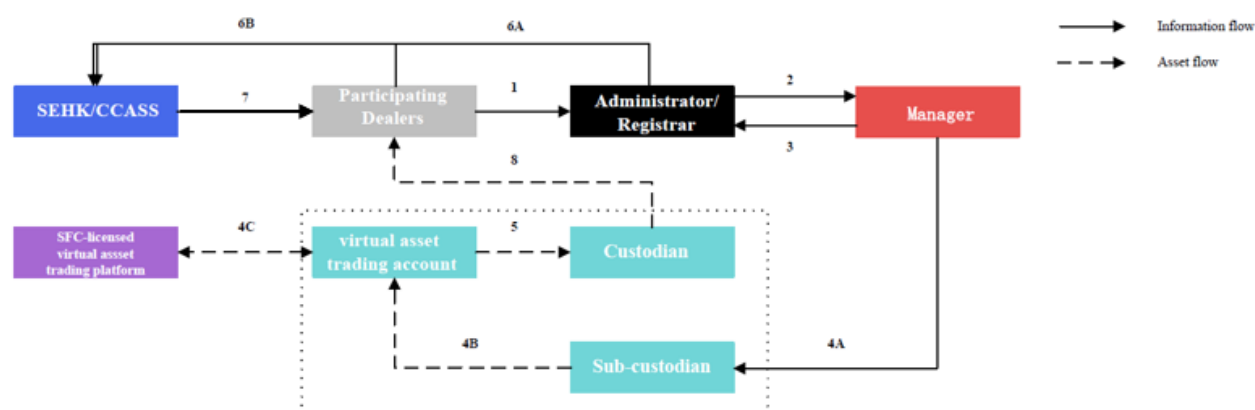 6B
6A
Information flow
Asset flow
SEHK/CCASS
7
Participating
Dealers
1
Administrator/
Registrar
2
3
Manager
8
SFC-licensed
virtual assset
trading platform
4C
virtual asset
trading account
5
Custodian
4B
Sub-custodian
4A